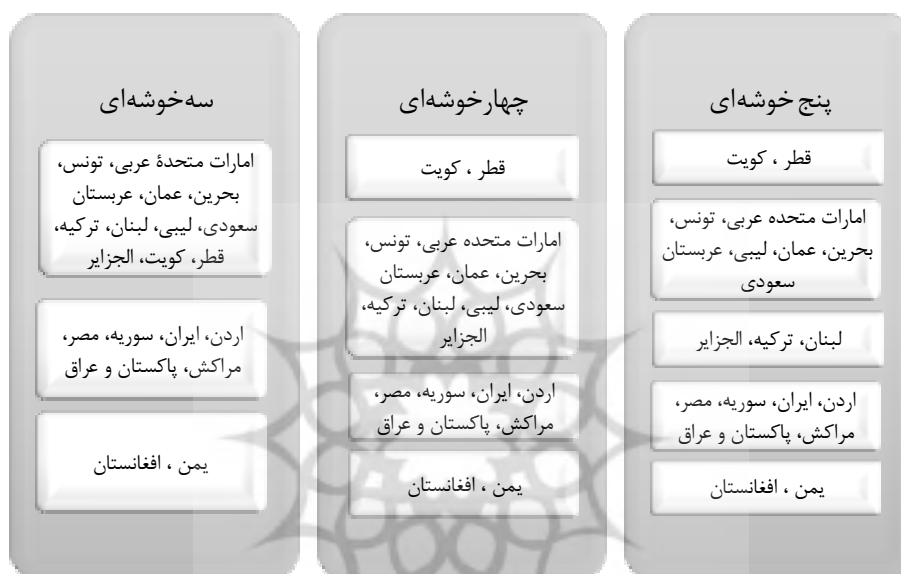 پنج خوشه‌ای
قطر ، کویت
امارات متحده عربی، تونس،
بحرین، عمان، لیبی، عربستان
سعودی
لبنان، ترکیه، الجزایر
اردن، ایران، سوریه، مصر،
مراکش، پاکستان و عراق
یمن ، افغانستان
چهارخوشه‌ای
قطر ، کویت
امارات متحده عربی، تونس،
بحرین، عمان، عربستان
سعودی، لیبی، لبنان، ترکیه،
الجزایر
اردن، ایران، سوریه، مصر،
مراکش، پاکستان و عراق
یمن ، افغانستان
سه‌خوشه‌ای
امارات متحدۀ عربی، تونس،
بحرین، عمان، عربستان
سعودی، لیبی، لبنان، ترکیه،
قطر، کویت، الجزایر
اردن، ایران، سوریه، مصر،
مراکش، پاکستان و عراق
یمن ، افغانستان